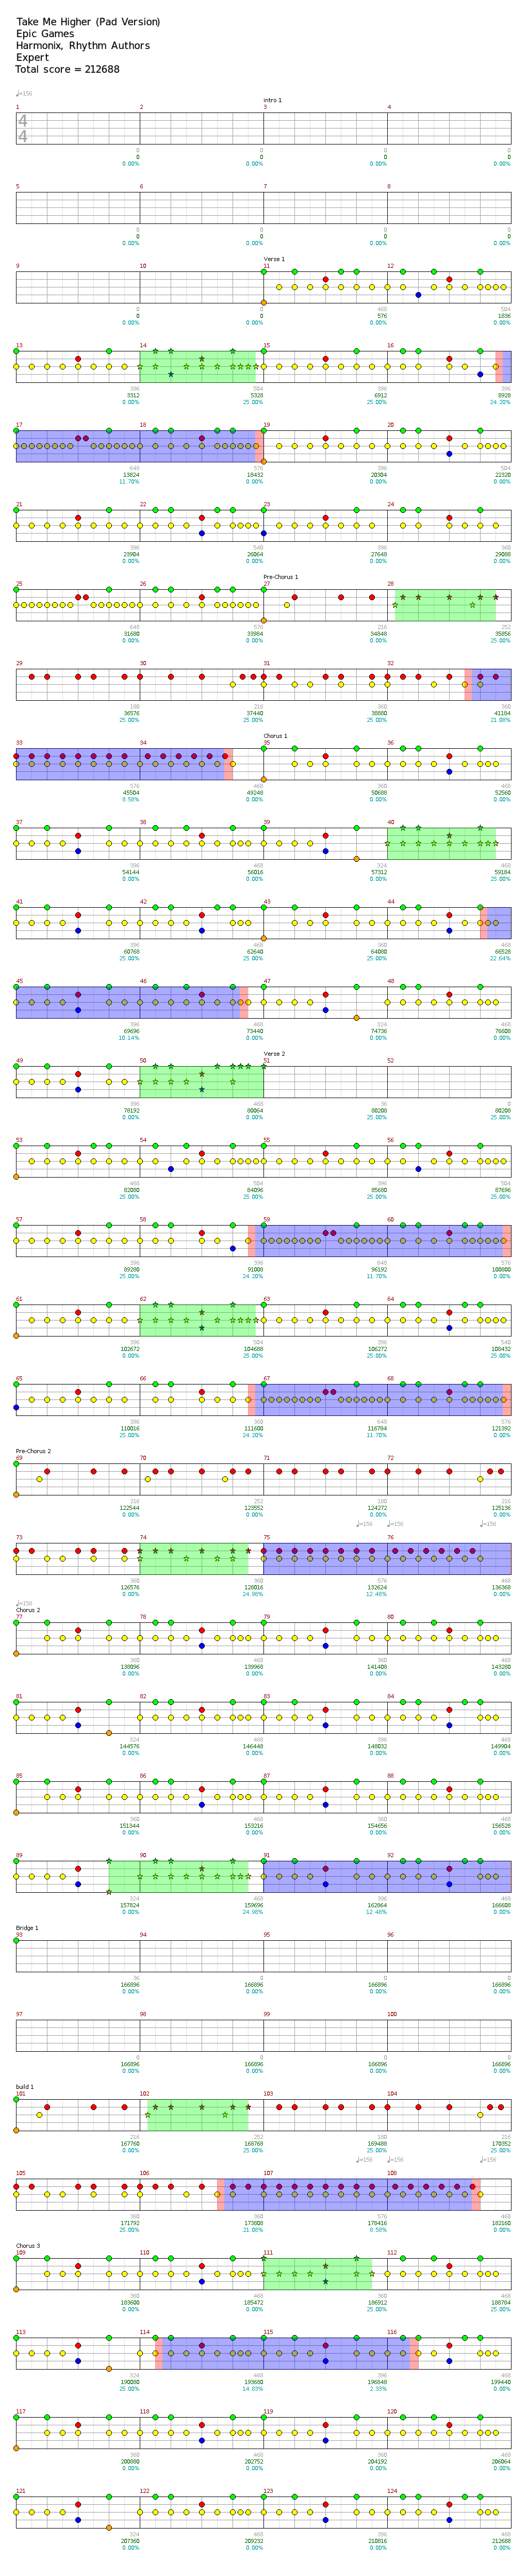 Take Me Higher (Pad Version)
Epic Games
Harmonix, Rhythm Authors
Expert
Total score = 212688
♩=156
intro 1
1 2 3 4
4
4
0 0 0 0
0 0 0 0
0.00% 0.00% 0.00% 0.00%
5 6 7 8
0 0 0 0
0 0 0 0
0.00% 0.00% 0.00% 0.00%
Verse 1
9 10 11 12
0 0 468 504
0 0 576 1836
0.00% 0.00% 0.00% 0.00%
13 14 15 16
396 504 396 396
3312 5328 6912 8928
0.00% 25.00% 25.00% 24.20%
17 18 19 20
648 576 396 504
13824 18432 20304 22320
11.70% 0.00% 0.00% 0.00%
21 22 23 24
396 540 396 360
23904 26064 27648 29088
0.00% 0.00% 0.00% 0.00%
Pre-Chorus 1
25 26 27 28
648 576 216 252
31680 33984 34848 35856
0.00% 0.00% 0.00% 25.00%
29 30 31 32
180 216 360 360
36576 37440 38880 41184
25.00% 25.00% 25.00% 21.08%
Chorus 1
33 34 35 36
576 468 360 468
45504 49248 50688 52560
8.58% 0.00% 0.00% 0.00%
37 38 39 40
396 468 324 468
54144 56016 57312 59184
0.00% 0.00% 0.00% 25.00%
41 42 43 44
396 468 360 468
60768 62640 64080 66528
25.00% 25.00% 25.00% 22.64%
45 46 47 48
396 468 324 468
69696 73440 74736 76608
10.14% 0.00% 0.00% 0.00%
Verse 2
49 50 51 52
396 468 36 0
78192 80064 80208 80208
0.00% 25.00% 25.00% 25.00%
53 54 55 56
468 504 396 504
82080 84096 85680 87696
25.00% 25.00% 25.00% 25.00%
57 58 59 60
396 396 648 576
89280 91008 96192 100800
25.00% 24.20% 11.70% 0.00%
61 62 63 64
396 504 396 540
102672 104688 106272 108432
0.00% 25.00% 25.00% 25.00%
65 66 67 68
396 360 648 576
110016 111600 116784 121392
25.00% 24.20% 11.70% 0.00%
Pre-Chorus 2
69 70 71 72
216 252 180 216
122544 123552 124272 125136
0.00% 0.00% 0.00% 0.00%
♩=156 ♩=156 ♩=156
73 74 75 76
360 360 576 468
126576 128016 132624 136368
0.00% 24.98% 12.48% 0.00%
♩=156
Chorus 2
77 78 79 80
360 468 360 468
138096 139968 141408 143280
0.00% 0.00% 0.00% 0.00%
81 82 83 84
324 468 396 468
144576 146448 148032 149904
0.00% 0.00% 0.00% 0.00%
85 86 87 88
360 468 360 468
151344 153216 154656 156528
0.00% 0.00% 0.00% 0.00%
89 90 91 92
324 468 396 468
157824 159696 162864 166608
0.00% 24.98% 12.48% 0.00%
Bridge 1
93 94 95 96
36 0 0 0
166896 166896 166896 166896
0.00% 0.00% 0.00% 0.00%
97 98 99 100
0 0 0 0
166896 166896 166896 166896
0.00% 0.00% 0.00% 0.00%
build 1
101 102 103 104
216 252 180 216
167760 168768 169488 170352
0.00% 25.00% 25.00% 25.00%
♩=156 ♩=156 ♩=156
105 106 107 108
360 360 576 468
171792 173808 178416 182160
25.00% 21.08% 8.58% 0.00%
Chorus 3
109 110 111 112
360 468 360 468
183600 185472 186912 188784
0.00% 0.00% 25.00% 25.00%
113 114 115 116
324 468 396 468
190080 193680 196848 199440
25.00% 14.83% 2.33% 0.00%
117 118 119 120
360 468 360 468
200880 202752 204192 206064
0.00% 0.00% 0.00% 0.00%
121 122 123 124
324 468 396 468
207360 209232 210816 212688
0.00% 0.00% 0.00% 0.00%